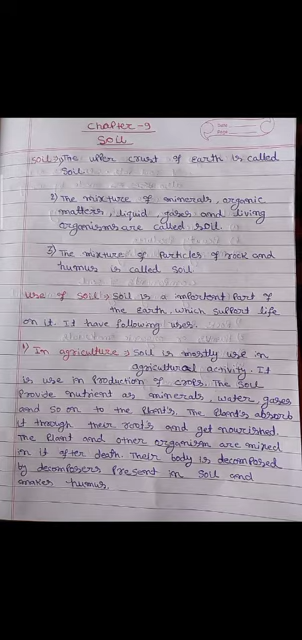 Chapter-9
Soil
Date
Page
Soil→1) The upper crust of earth is called
Soil.
2) The mixture of minerals, organic
matters, liquid, gases and living
organisms are called soil
3) The mixture of Particles of rock and
humus is called soil
Use of Soil → Soil is a important Part of
the earth, which support life
on it. It have following uses.
1) In agriculture → Soil is mostly use in
agricultural activity. It
is use in Production of crops. The Soil
Provide nutrient as minerals, water, gases
and so on to the Plants. The Plants absorb
it through their roots and get nourished.
The Plant and other organism are mixed
in it after death. Their body is decomposed
by decomposers Present in Soil and
makes humus.